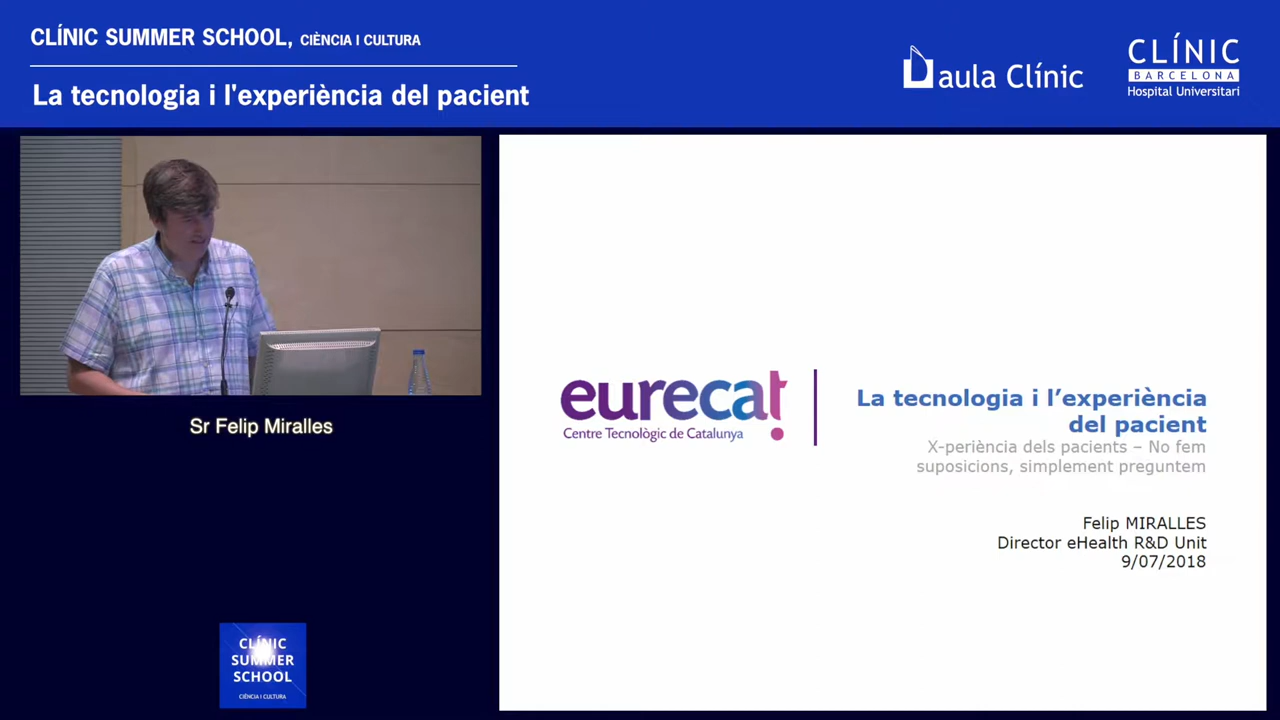 CLÍNIC SUMMER SCHOOL, CIÈNCIA I CULTURA
La tecnologia i l'experiència del pacient
aula Clínic
CLÍNIC
BARCELONA
Hospital Universitari
Sr Felip Miralles
eurecat
Centre Tecnològic de Catalunya
La tecnologia i l’experiència
del pacient
X-periència dels pacients – No fem
suposicions, simplement preguntem
Felip MIRALLES
Director eHealth R&D Unit
9/07/2018
CLÍNIC
SUMMER
SCHOOL
CIÈNCIA I CULTURA